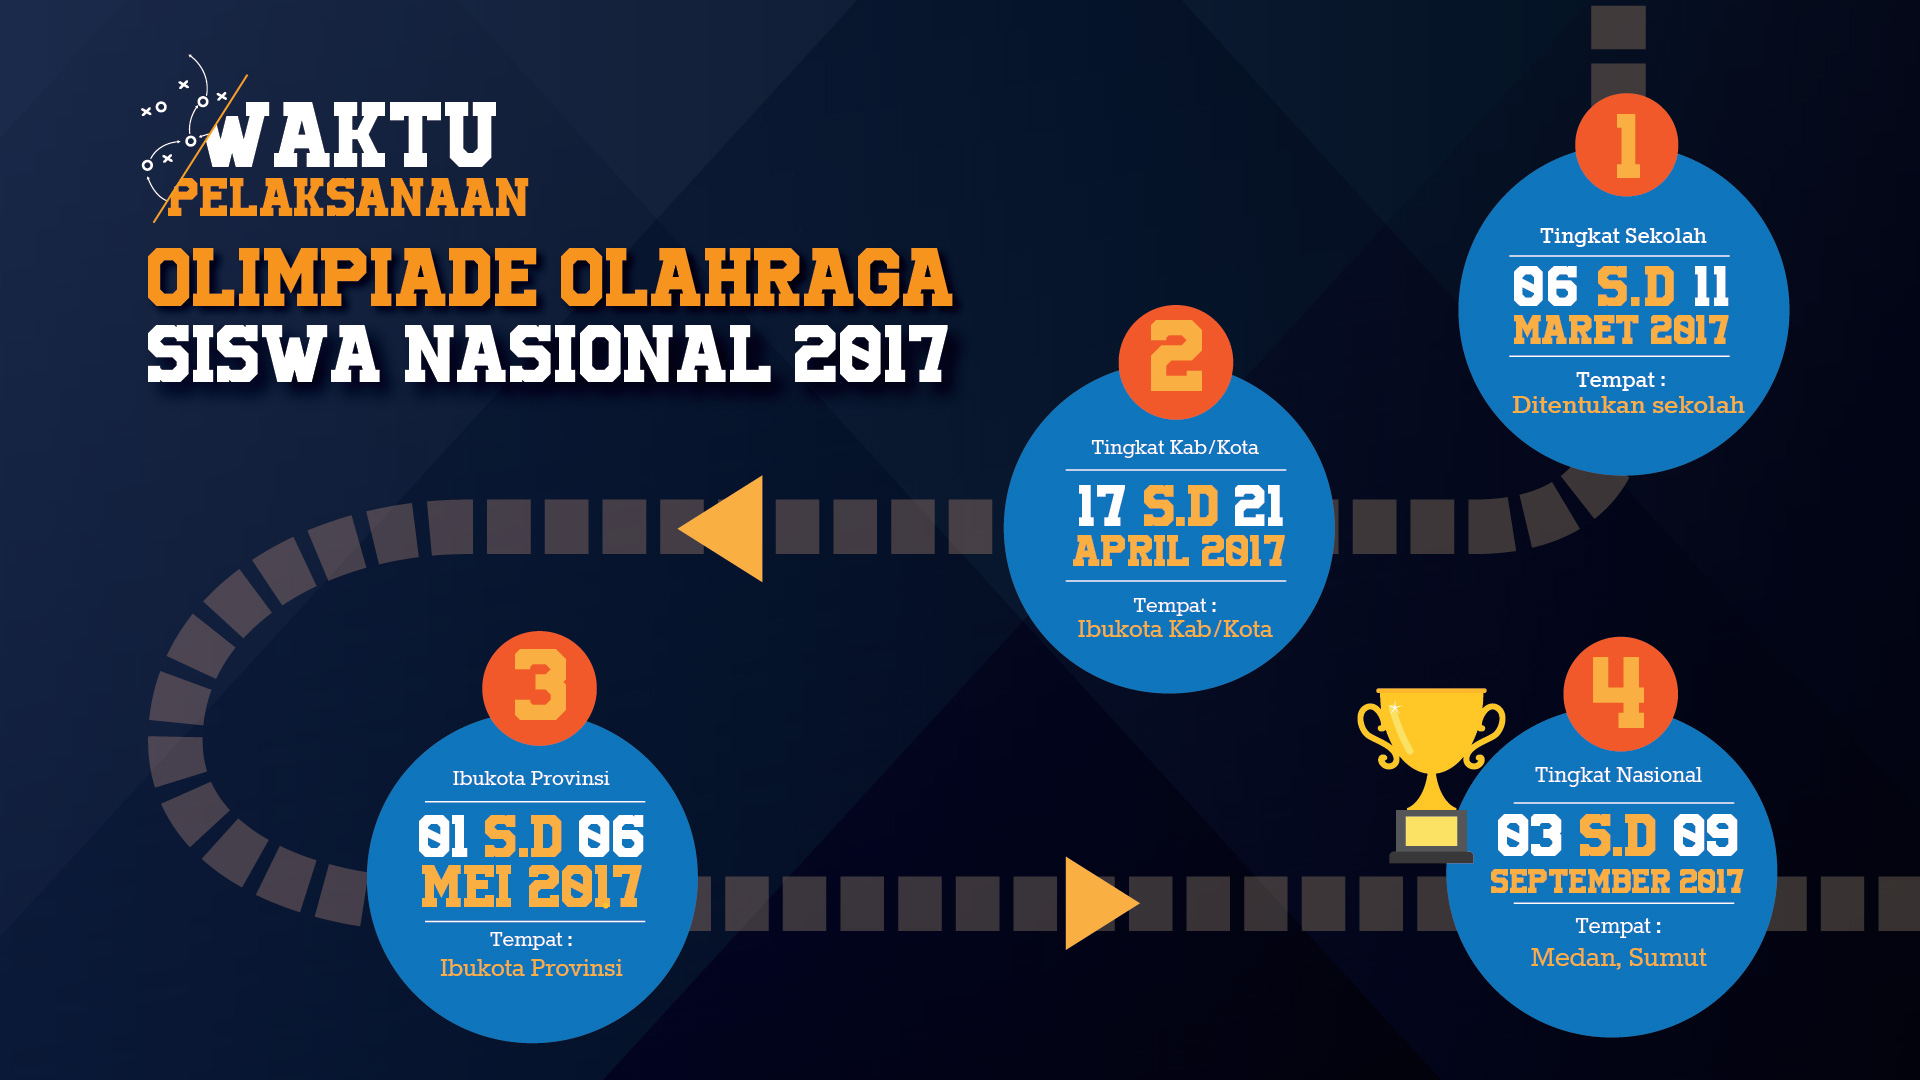 WAKTU
PELAKSANAAN
OLIMPIADE OLAHRAGA
SISWA NASIONAL 2017
1
Tingkat Sekolah
06 S.D 11
MARET 2017
Tempat :
Ditentukan sekolah
2
Tingkat Kab/Kota
17 S.D 21
APRIL 2017
Tempat :
Ibukota Kab/Kota
3
Ibukota Provinsi
01 S.D 06
MEI 2017
Tempat :
Ibukota Provinsi
4
Tingkat Nasional
03 S.D 09
SEPTEMBER 2017
Tempat :
Medan, Sumut